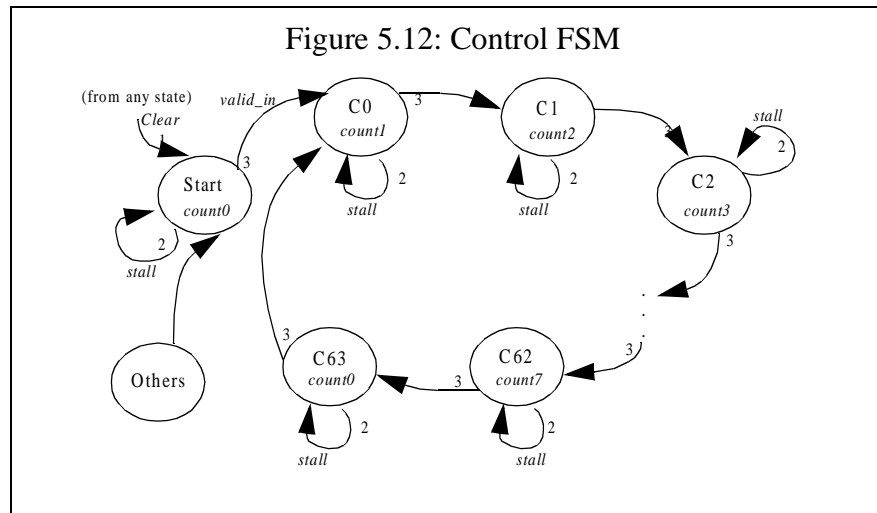 Figure 5.12: Control FSM
(from any state)
Clear
1
valid_in
3
Start
count0
2
stall
C0
count1
3
2
stall
C1
count2
3
2
stall
C2
count3
stall
2
3
.
.
.
3
C62
count7
2
stall
3
C63
count0
2
stall
3
Others